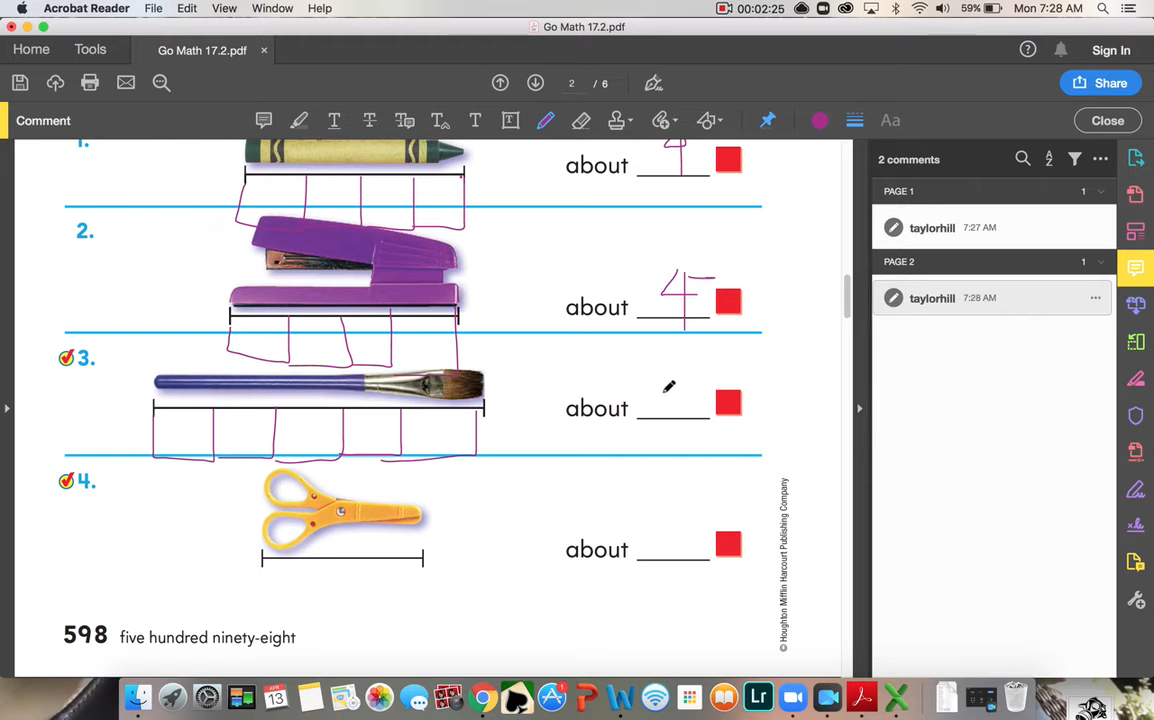 Acrobat Reader File Edit View Window Help 00:02:25 59% Mon 7:28 AM
Go Math 17.2.pdf
Home Tools Go Math 17.2.pdf × Sign In
2 / 6 Share
Comment T T T Aa Close
2 comments
PAGE 1 1
taylorhill 7:27 AM
PAGE 2 1
taylorhill 7:28 AM ...
1. about 4
2. about 4
3. about
4. about
© Houghton Mifflin Harcourt Publishing Company
598 five hundred ninety-eight